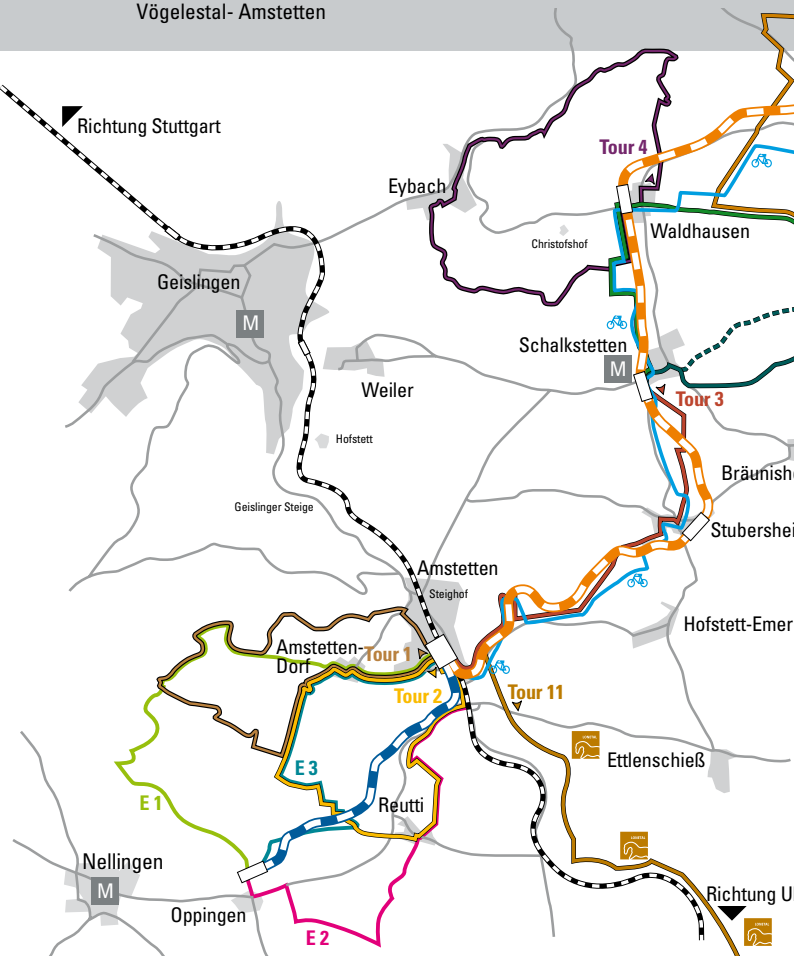 Vögelestal- Amstetten
Richtung Stuttgart
Tour 4
Eybach
Waldhausen
Christofshof
Geislingen
M
Schalkstetten
M
Weiler
Tour 3
Hofstett
Bräunish
Geislinger Steige
Stubershei
Amstetten
Steighof
Hofstett-Emer
Amstetten-
Dorf
Tour 1
Tour 2
Tour 11
Ettlenschieß
E 3
E 1
Reutti
Nellingen
M
Richtung Ul
Oppingen
E 2